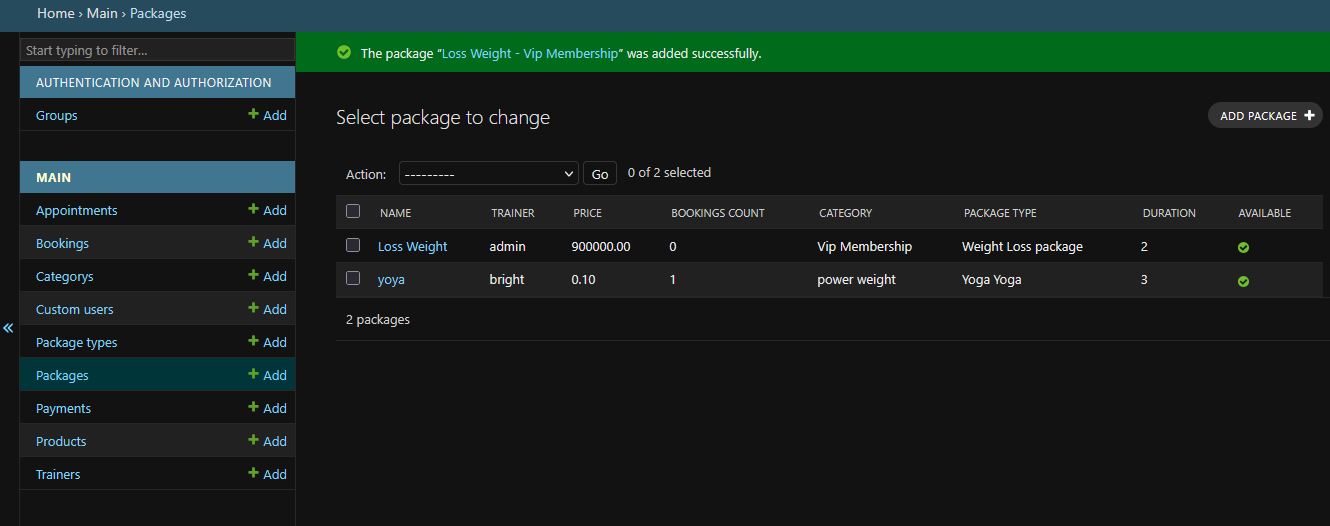 Home › Main › Packages
Start typing to filter...
AUTHENTICATION AND AUTHORIZATION
Groups + Add
MAIN
Appointments + Add
Bookings + Add
Categorys + Add
Custom users + Add
Package types + Add
Packages + Add
Payments + Add
Products + Add
Trainers + Add
«
The package “Loss Weight - Vip Membership” was added successfully.
Select package to change
ADD PACKAGE +
Action: --------- Go 0 of 2 selected
NAME TRAINER PRICE BOOKINGS COUNT CATEGORY PACKAGE TYPE DURATION AVAILABLE
Loss Weight admin 900000.00 0 Vip Membership Weight Loss package 2
yoya bright 0.10 1 power weight Yoga Yoga 3
2 packages